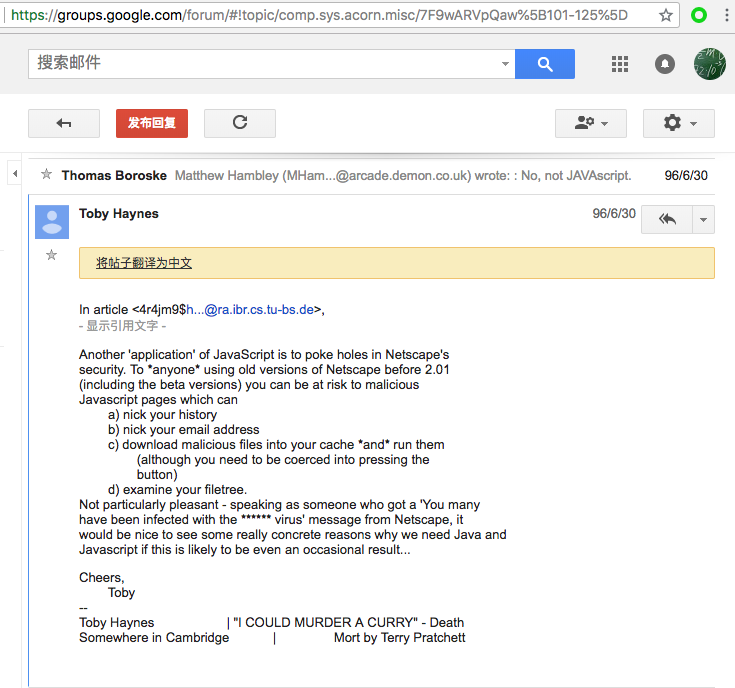 https://groups.google.com/forum/#!topic/comp.sys.acorn.misc/7F9wARVpQaw%5B101-125%5D
搜索邮件
发布回复
Thomas Boroske Matthew Hambley (MHam...@arcade.demon.co.uk) wrote: : No, not JAVAscript. 96/6/30
Toby Haynes 96/6/30
将帖子翻译为中文
In article <4r4jm9$h...@ra.ibr.cs.tu-bs.de>,
- 显示引用文字 -
Another 'application' of JavaScript is to poke holes in Netscape's
security. To *anyone* using old versions of Netscape before 2.01
(including the beta versions) you can be at risk to malicious
Javascript pages which can
a) nick your history
b) nick your email address
c) download malicious files into your cache *and* run them
(although you need to be coerced into pressing the
button)
d) examine your filetree.
Not particularly pleasant - speaking as someone who got a 'You many
have been infected with the ****** virus' message from Netscape, it
would be nice to see some really concrete reasons why we need Java and
Javascript if this is likely to be even an occasional result...
Cheers,
Toby
--
Toby Haynes | "I COULD MURDER A CURRY" - Death
Somewhere in Cambridge | Mort by Terry Pratchett